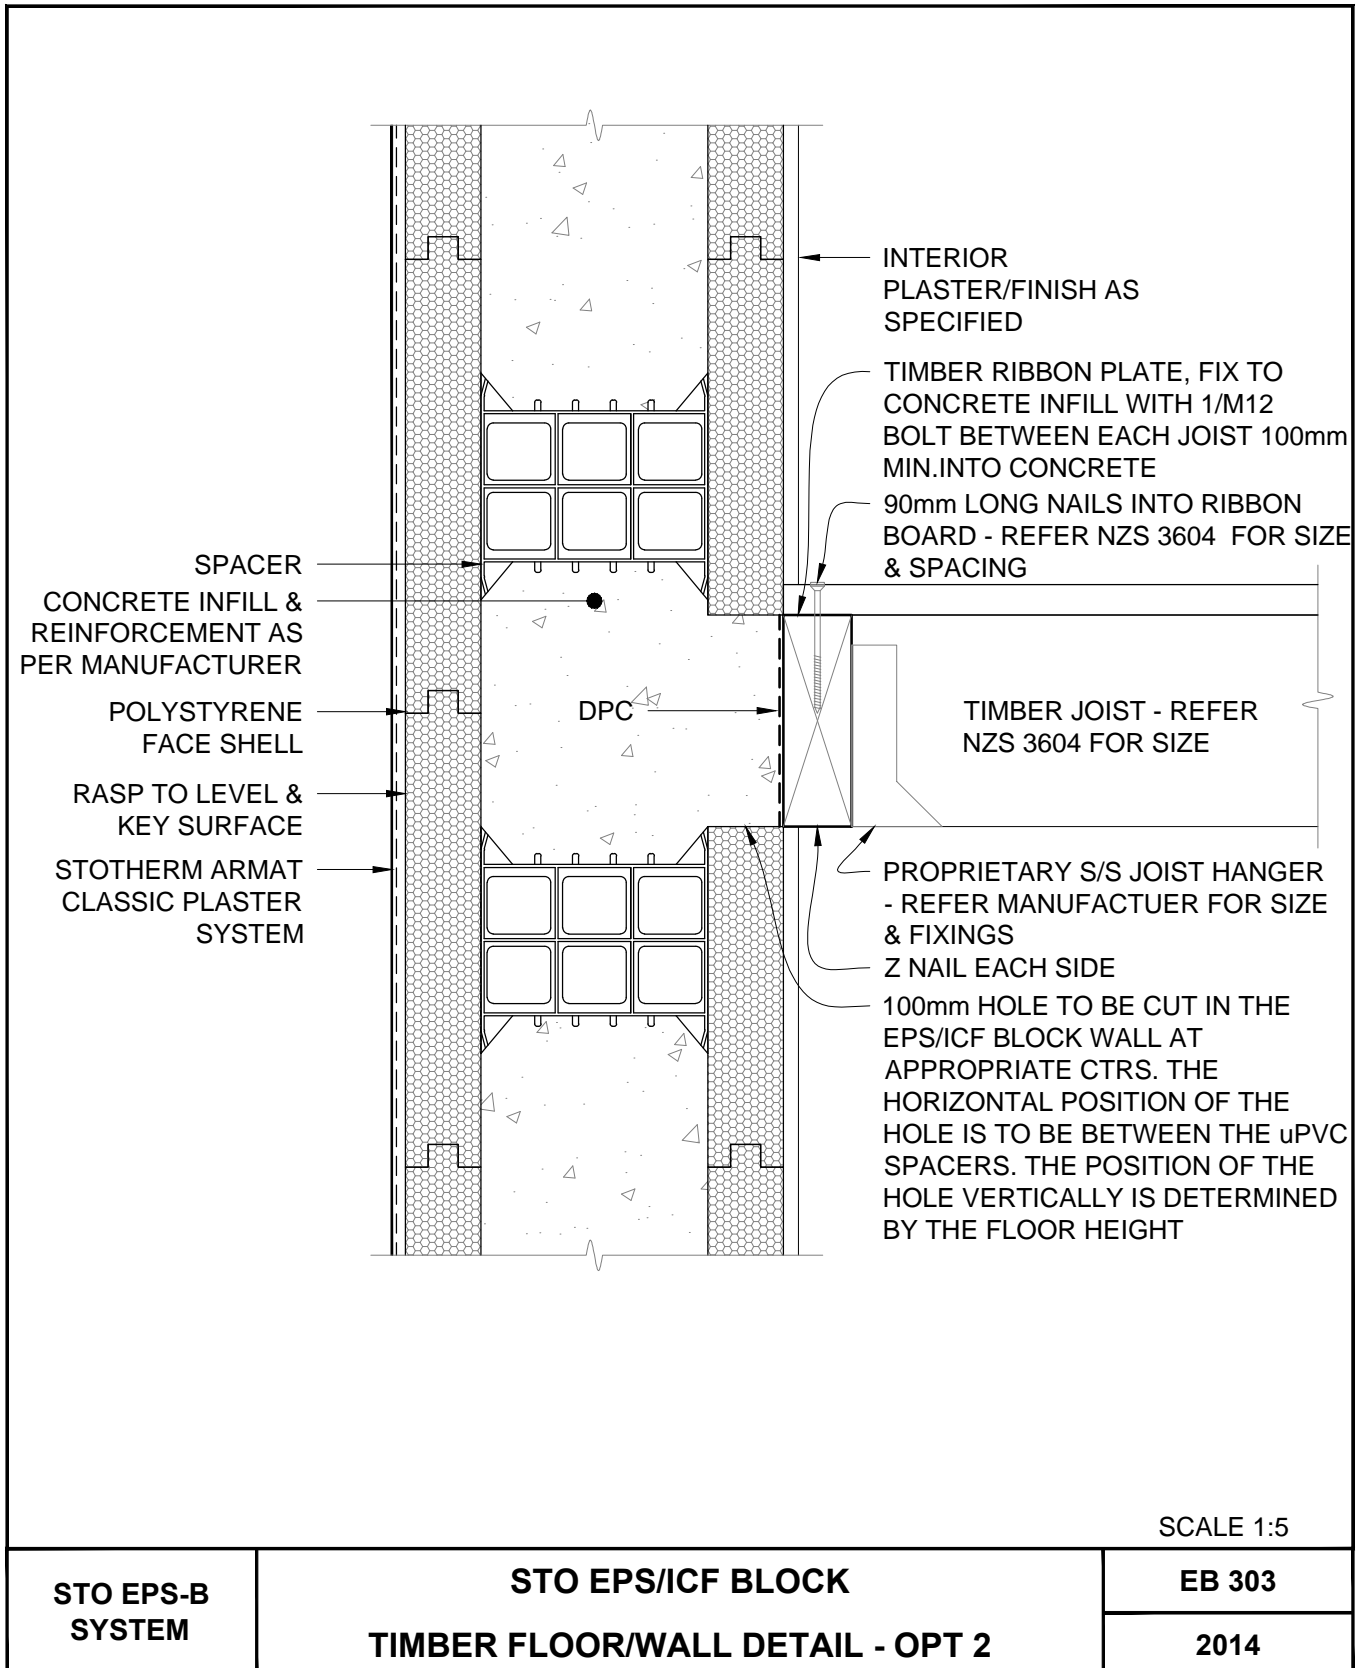 INTERIOR
PLASTER/FINISH AS
SPECIFIED
TIMBER RIBBON PLATE, FIX TO
CONCRETE INFILL WITH 1/M12
BOLT BETWEEN EACH JOIST 100mm
MIN.INTO CONCRETE
90mm LONG NAILS INTO RIBBON
BOARD - REFER NZS 3604 FOR SIZE
& SPACING
SPACER
CONCRETE INFILL &
REINFORCEMENT AS
PER MANUFACTURER
POLYSTYRENE
FACE SHELL
RASP TO LEVEL &
KEY SURFACE
STOTHERM ARMAT
CLASSIC PLASTER
SYSTEM
DPC
TIMBER JOIST - REFER
NZS 3604 FOR SIZE
PROPRIETARY S/S JOIST HANGER
- REFER MANUFACTUER FOR SIZE
& FIXINGS
Z NAIL EACH SIDE
100mm HOLE TO BE CUT IN THE
EPS/ICF BLOCK WALL AT
APPROPRIATE CTRS. THE
HORIZONTAL POSITION OF THE
HOLE IS TO BE BETWEEN THE uPVC
SPACERS. THE POSITION OF THE
HOLE VERTICALLY IS DETERMINED
BY THE FLOOR HEIGHT
SCALE 1:5
STO EPS-B
SYSTEM
STO EPS/ICF BLOCK
TIMBER FLOOR/WALL DETAIL - OPT 2
EB 303
2014